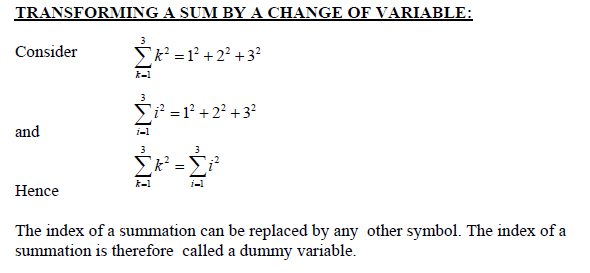 TRANSFORMING A SUM BY A CHANGE OF VARIABLE:
Consider $\sum_{k=1}^{3} k^2 = 1^2 + 2^2 + 3^2$
and $\sum_{i=1}^{3} i^2 = 1^2 + 2^2 + 3^2$
Hence $\sum_{k=1}^{3} k^2 = \sum_{i=1}^{3} i^2$
The index of a summation can be replaced by any other symbol. The index of a
summation is therefore called a dummy variable.